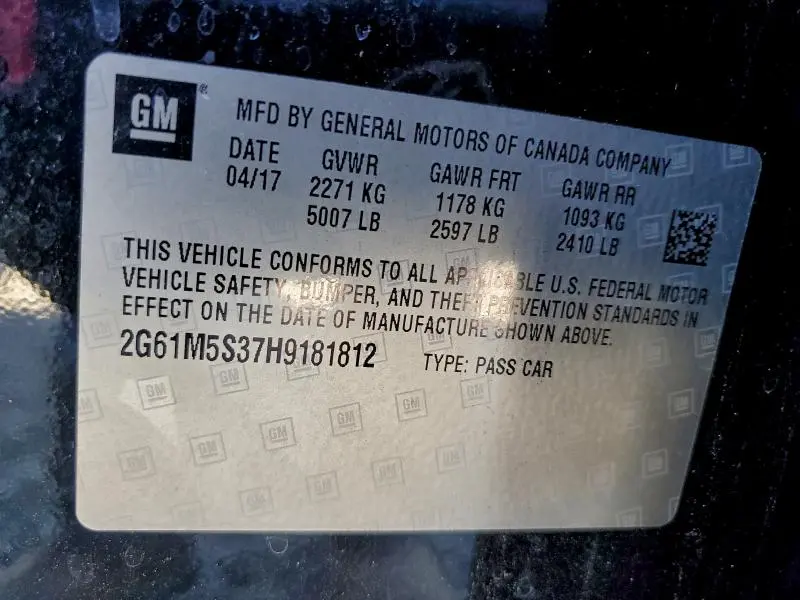 GM®
MFD BY GENERAL MOTORS OF CANADA COMPANY
DATE GVWR GAWR FRT GAWR RR
04/17 2271 KG 1178 KG 1093 KG
5007 LB 2597 LB 2410 LB
THIS VEHICLE CONFORMS TO ALL U.S. FEDERAL MOTOR
VEHICLE SAFETY, BUMPER, AND THEFT PREVENTION STANDARDS IN
EFFECT ON THE DATE OF MANUFACTURE SHOWN ABOVE.
2G61M5S37H9181812 TYPE: PASS CAR